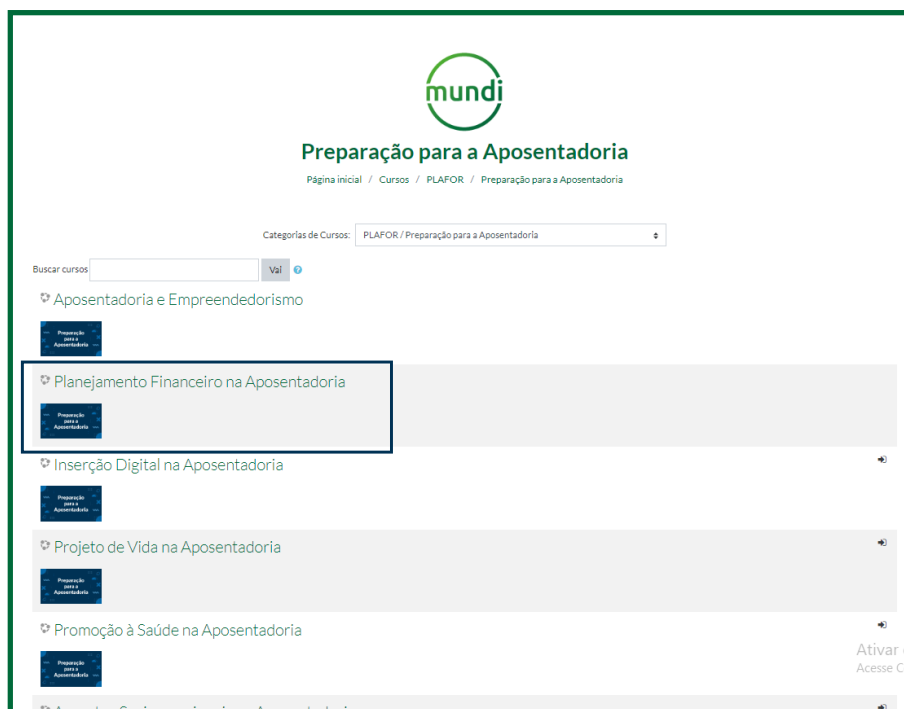 mundi
Preparação para a Aposentadoria
Página inicial / Cursos / PLAFOR / Preparação para a Aposentadoria
Categorias de Cursos: PLAFOR / Preparação para a Aposentadoria
Buscar cursos Vai
Aposentadoria e Empreendedorismo
Preparação
para a
Aposentadoria
Planejamento Financeiro na Aposentadoria
Preparação
para a
Aposentadoria
Inserção Digital na Aposentadoria
Preparação
para a
Aposentadoria
Projeto de Vida na Aposentadoria
Preparação
para a
Aposentadoria
Promoção à Saúde na Aposentadoria
Ativar
Acesse C
Preparação
para a
Aposentadoria